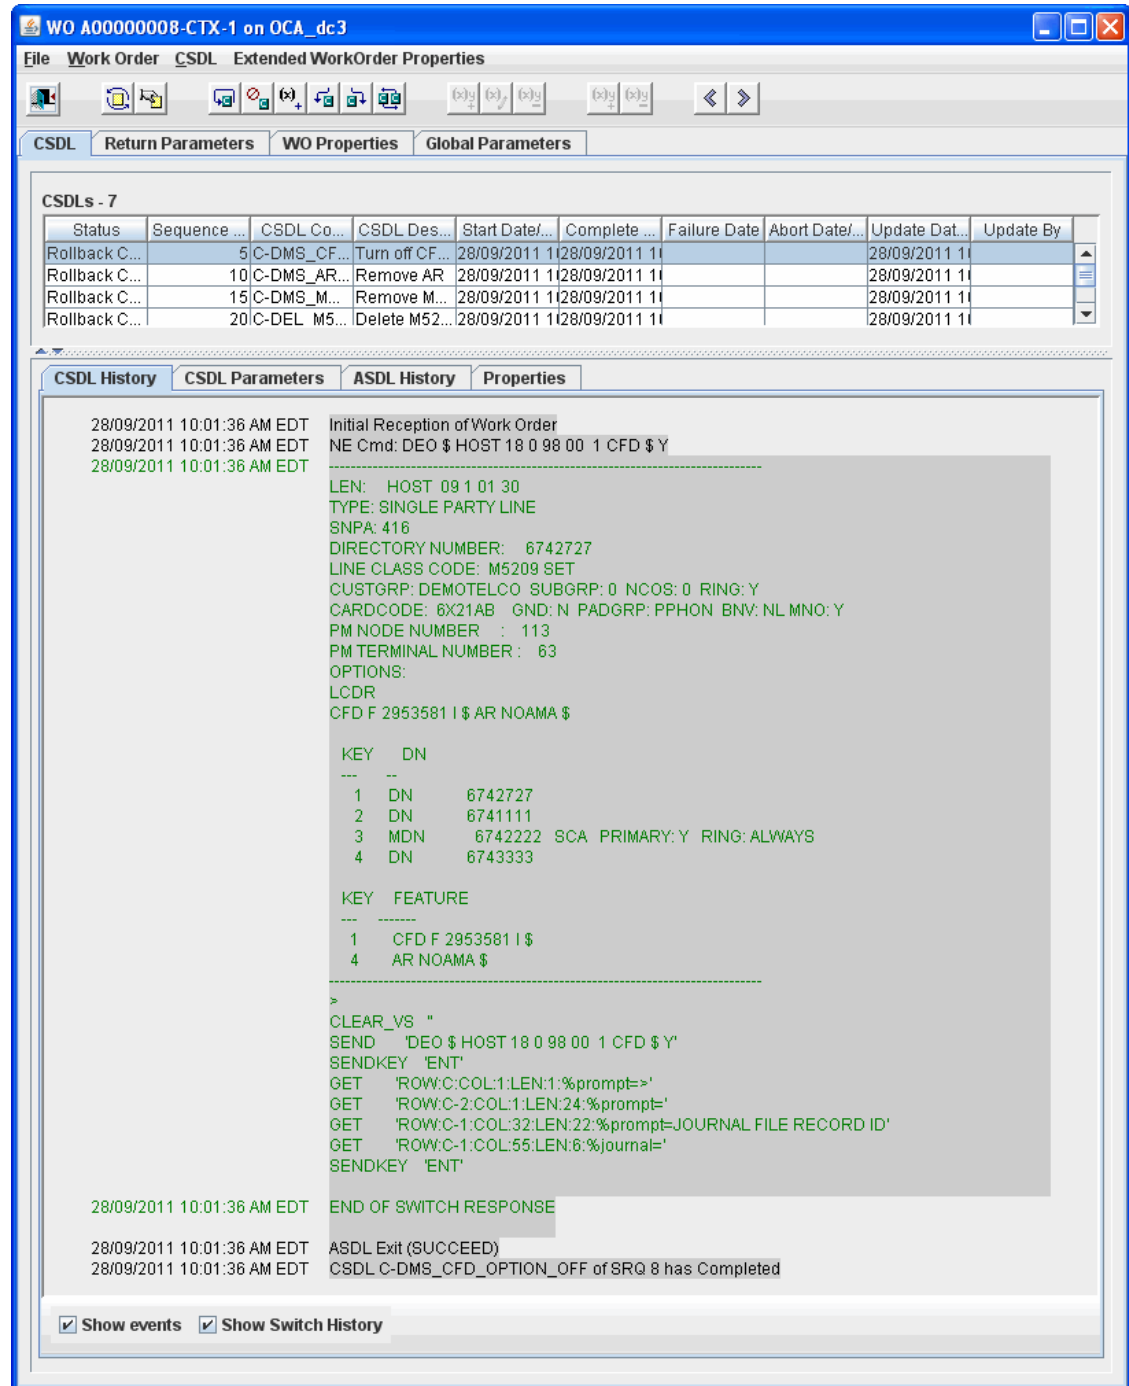 WO A00000008-CTX-1 on OCA_dc3
File Work Order CSDL Extended WorkOrder Properties
CSDL Return Parameters WO Properties Global Parameters
CSDLs - 7
Status Sequence ... CSDL Co... CSDL Des... Start Date/... Complete ... Failure Date Abort Date/... Update Dat... Update By
Rollback C... 5 C-DMS_CF... Turn off CF... 28/09/2011 1 28/09/2011 1 28/09/2011 1
Rollback C... 10 C-DMS_AR... Remove AR 28/09/2011 1 28/09/2011 1 28/09/2011 1
Rollback C... 15 C-DMS_M... Remove M... 28/09/2011 1 28/09/2011 1 28/09/2011 1
Rollback C... 20 C-DEL_M5... Delete M52... 28/09/2011 1 28/09/2011 1 28/09/2011 1
CSDL History CSDL Parameters ASDL History Properties
28/09/2011 10:01:36 AM EDT Initial Reception of Work Order
28/09/2011 10:01:36 AM EDT NE Cmd: DEO $ HOST 18 0 98 00 1 CFD $ Y
28/09/2011 10:01:36 AM EDT --------------------------------------------------------------------------------
LEN: HOST 09 1 01 30
TYPE: SINGLE PARTY LINE
SNPA: 416
DIRECTORY NUMBER: 6742727
LINE CLASS CODE: M5209 SET
CUSTGRP: DEMOTELCO SUBGRP: 0 NCOS: 0 RING: Y
CARDCODE: 6X21AB GND: N PADGRP: PPHON BNV: NL MNO: Y
PM NODE NUMBER : 113
PM TERMINAL NUMBER : 63
OPTIONS:
LCDR
CFD F 2953581 I $ AR NOAMA $
KEY DN
--- --
1 DN 6742727
2 DN 6741111
3 MDN 6742222 SCA PRIMARY: Y RING: ALWAYS
4 DN 6743333
KEY FEATURE
--- -------
1 CFD F 2953581 I $
4 AR NOAMA $
--------------------------------------------------------------------------------
>
CLEAR_VS ''
SEND 'DEO $ HOST 18 0 98 00 1 CFD $ Y'
SENDKEY 'ENT'
GET 'ROW:C:COL:1:LEN:1:%prompt=>'
GET 'ROW:C-2:COL:1:LEN:24:%prompt='
GET 'ROW:C-1:COL:32:LEN:22:%prompt=JOURNAL FILE RECORD ID'
GET 'ROW:C-1:COL:55:LEN:6:%journal='
SENDKEY 'ENT'
28/09/2011 10:01:36 AM EDT END OF SWITCH RESPONSE
28/09/2011 10:01:36 AM EDT ASDL Exit (SUCCEED)
28/09/2011 10:01:36 AM EDT CSDL C-DMS_CFD_OPTION_OFF of SRQ 8 has Completed
Show events Show Switch History